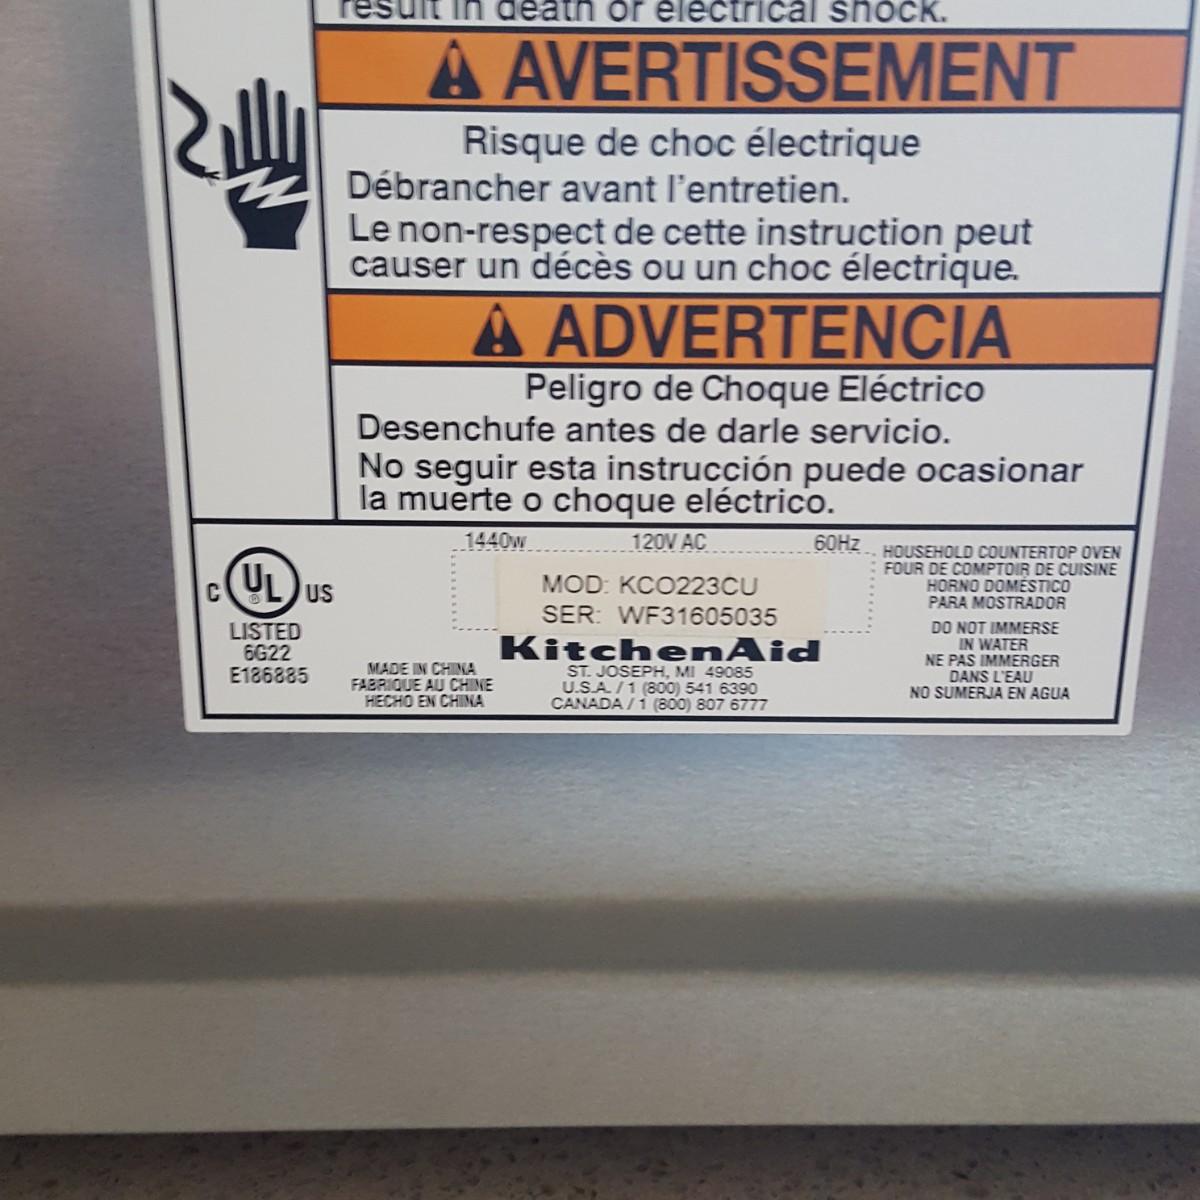 result in death or electrical shock.
AVERTISSEMENT
Risque de choc électrique
Débrancher avant l'entretien.
Le non-respect de cette instruction peut
causer un décès ou un choc électrique.
ADVERTENCIA
Peligro de Choque Eléctrico
Desenchufe antes de darle servicio.
No seguir esta instrucción puede ocasionar
la muerte o choque eléctrico.
C UL ® US
LISTED
6G22
E186885
1440w 120V AC 60Hz
MOD: KCO223CU
SER: WF31605035
KitchenAid
ST. JOSEPH, MI 49085
U.S.A. / 1 (800) 541 6390
CANADA / 1 (800) 807 6777
MADE IN CHINA
FABRIQUE AU CHINE
HECHO EN CHINA
HOUSEHOLD COUNTERTOP OVEN
FOUR DE COMPTOIR DE CUISINE
HORNO DOMÉSTICO
PARA MOSTRADOR
DO NOT IMMERSE
IN WATER
NE PAS IMMERGER
DANS L'EAU
NO SUMERJA EN AGUA